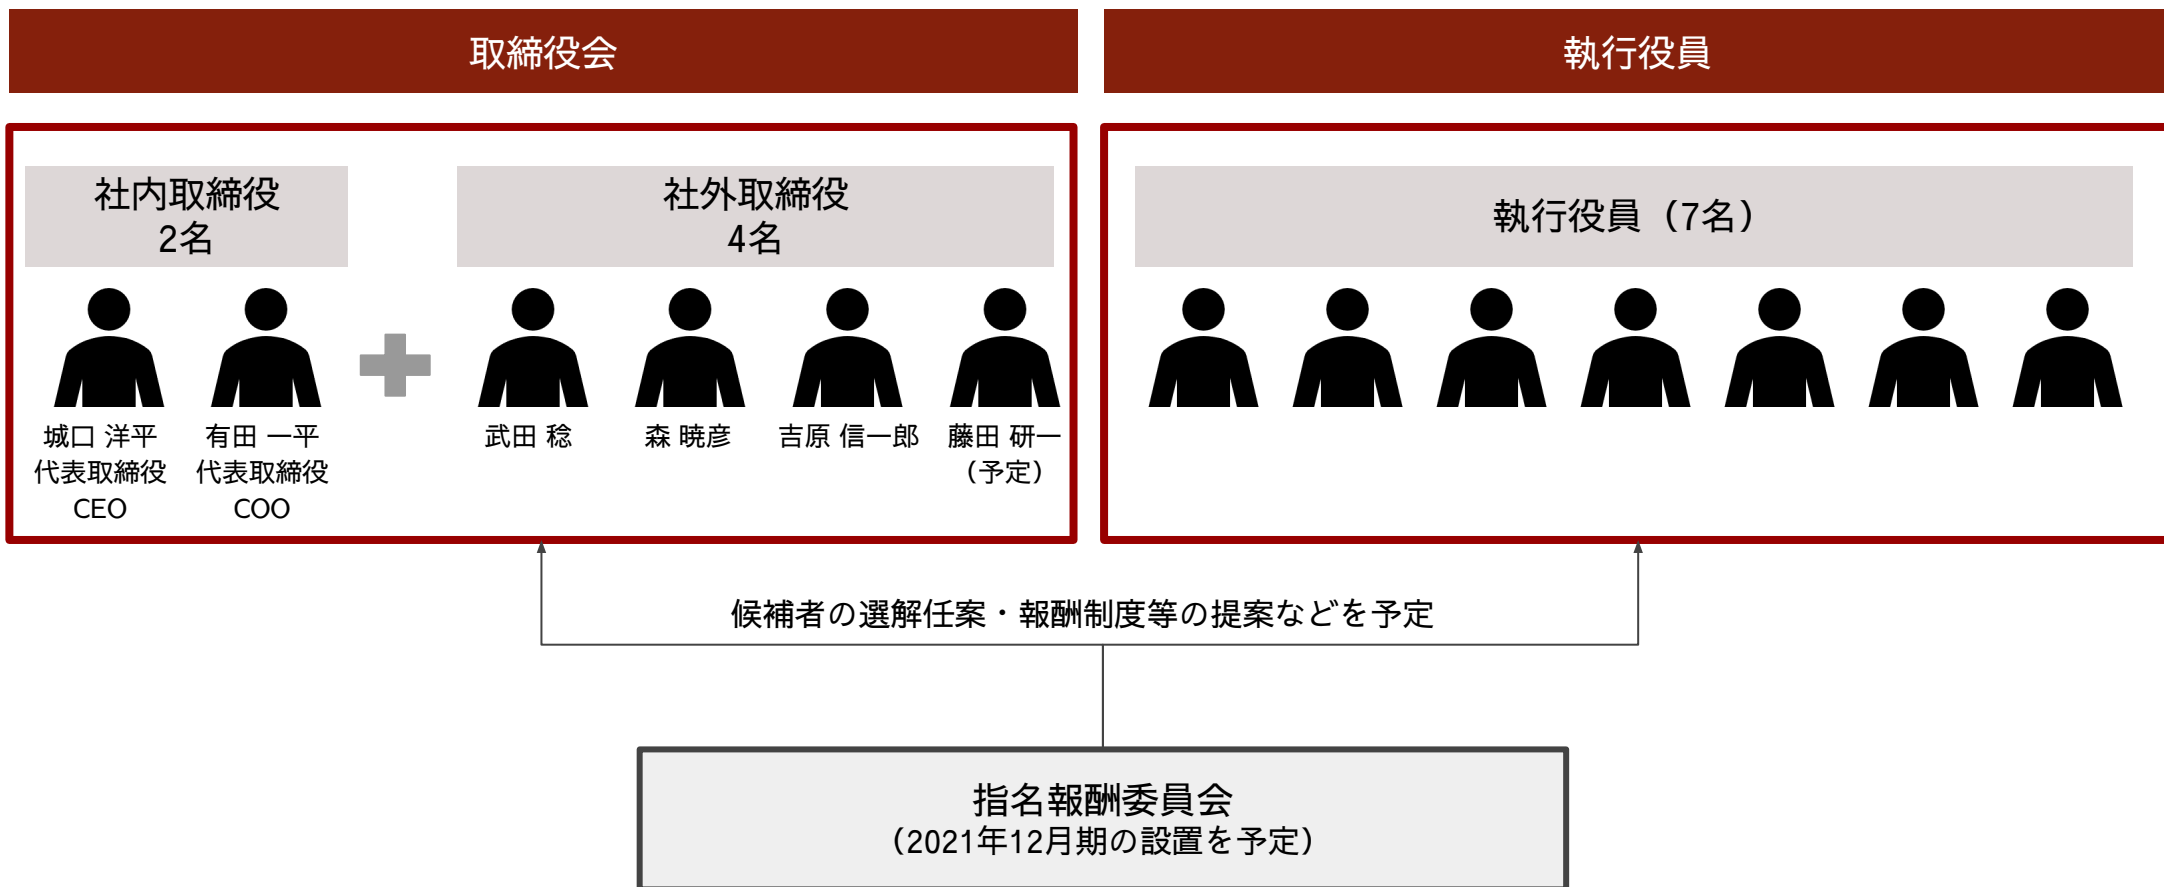 取締役会
執行役員
社内取締役
2名
社外取締役
4名
執行役員（7名）
城口 洋平
代表取締役
CEO
有田 一平
代表取締役
COO
武田 稔
森 暁彦
吉原 信一郎
藤田 研一
（予定）
候補者の選解任案・報酬制度等の提案などを予定
指名報酬委員会
（2021年12月期の設置を予定）